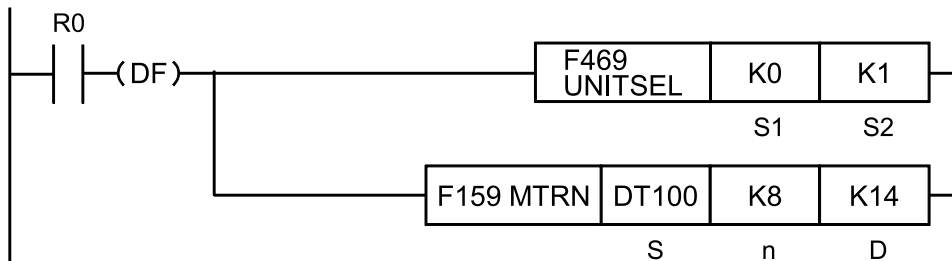 R0
(DF)
F469
UNITSEL
K0
K1
S1
S2
F159 MTRN
DT100
K8
K14
S
n
D